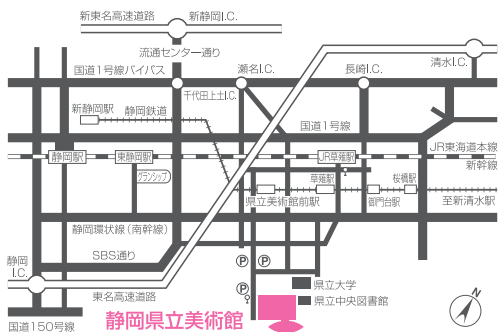 新東名高速道路
新静岡I.C.
流通センター通り
国道1号線バイパス
瀬名I.C.
長崎I.C.
清水I.C.
千代田上土I.C.
新静岡駅
静岡鉄道
国道1号線
JR東海道本線
静岡駅
東静岡駅
JR草薙駅
新幹線
グランシップ
草薙駅
桜橋駅
県立美術館前駅
御門台駅
至新清水駅
静岡環状線(南幹線)
SBS通り
静岡
I.C.
P
P
P
県立大学
県立中央図書館
東名高速道路
静岡県立美術館
国道150号線
N